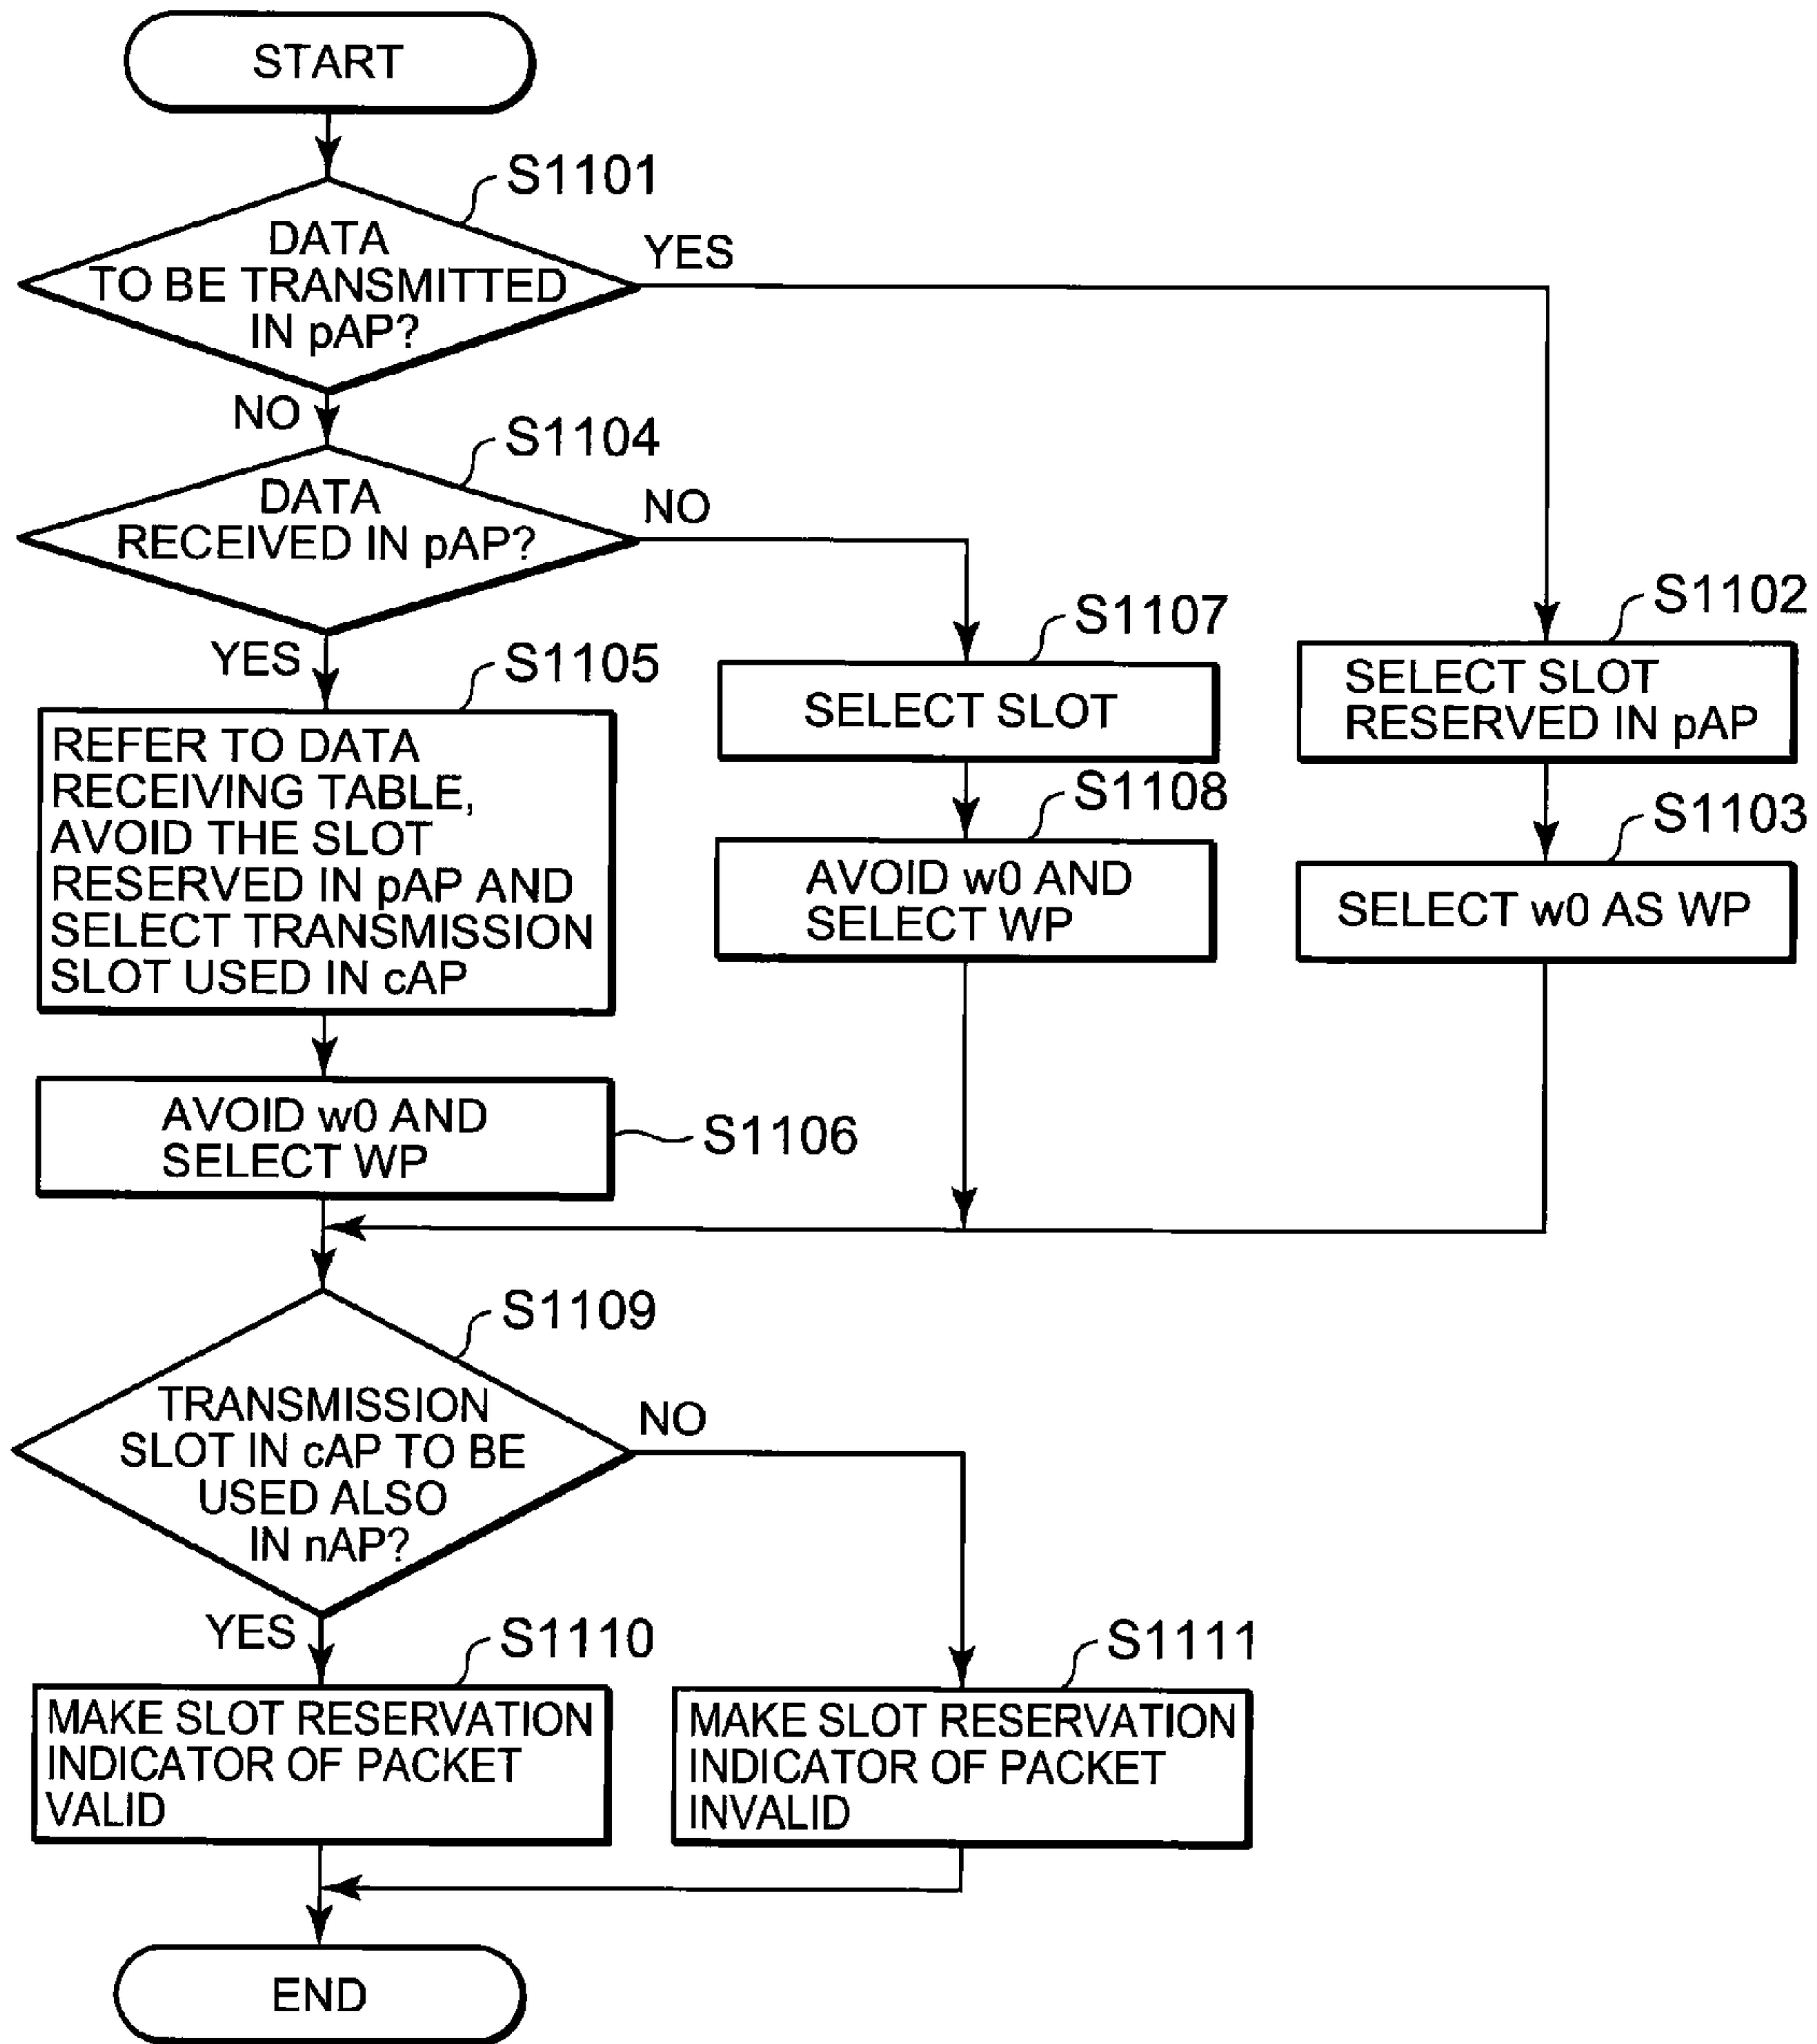 START
S1101
DATA
TO BE TRANSMITTED
IN pAP?
YES
NO
S1104
DATA
RECEIVED IN pAP?
NO
YES
S1107
SELECT SLOT
S1102
SELECT SLOT
RESERVED IN pAP
S1105
REFER TO DATA
RECEIVING TABLE,
AVOID THE SLOT
RESERVED IN pAP AND
SELECT TRANSMISSION
SLOT USED IN cAP
S1108
AVOID w0 AND
SELECT WP
S1103
SELECT w0 AS WP
AVOID w0 AND
SELECT WP
S1106
S1109
TRANSMISSION
SLOT IN cAP TO BE
USED ALSO
IN nAP?
NO
YES
S1110
MAKE SLOT RESERVATION
INDICATOR OF PACKET
VALID
S1111
MAKE SLOT RESERVATION
INDICATOR OF PACKET
INVALID
END